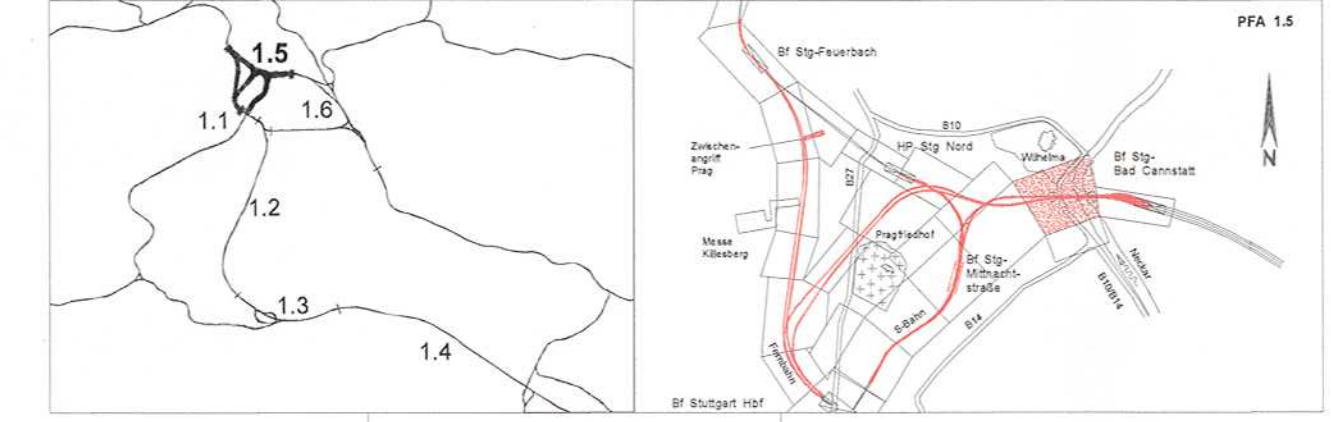 1.5
1.6
1.1
1.2
1.3
1.4
PFA 1.5
Bf Stg-Feuerbach
B10
Zwischen-
angriff
Prag
HP Stg Nord
Wilhelma
Bf Stg-
Bad Cannstatt
N
B27
Messe
Killesberg
Pragfriedhof
Bf Stg-
Mittnacht-
straße
Neckar
B10/B14
S-Bahn
B14
Fernbahn
Bf Stuttgart Hbf